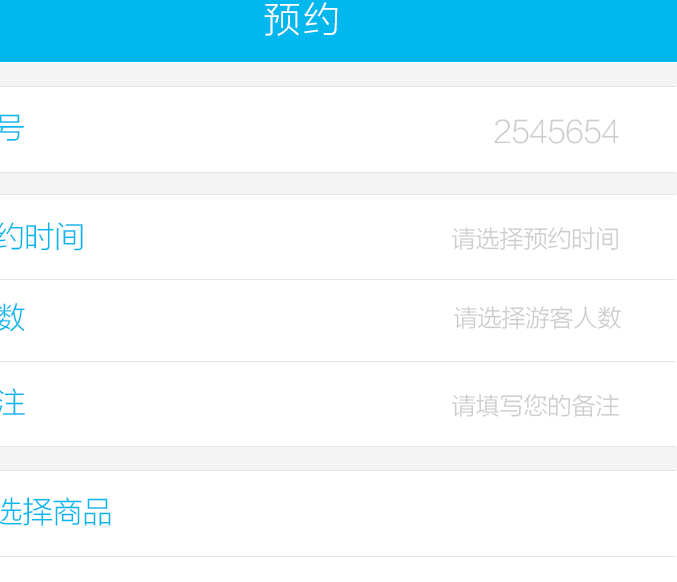 预约
号 2545654
约时间 请选择预约时间
数 请选择游客人数
注 请填写您的备注
选择商品